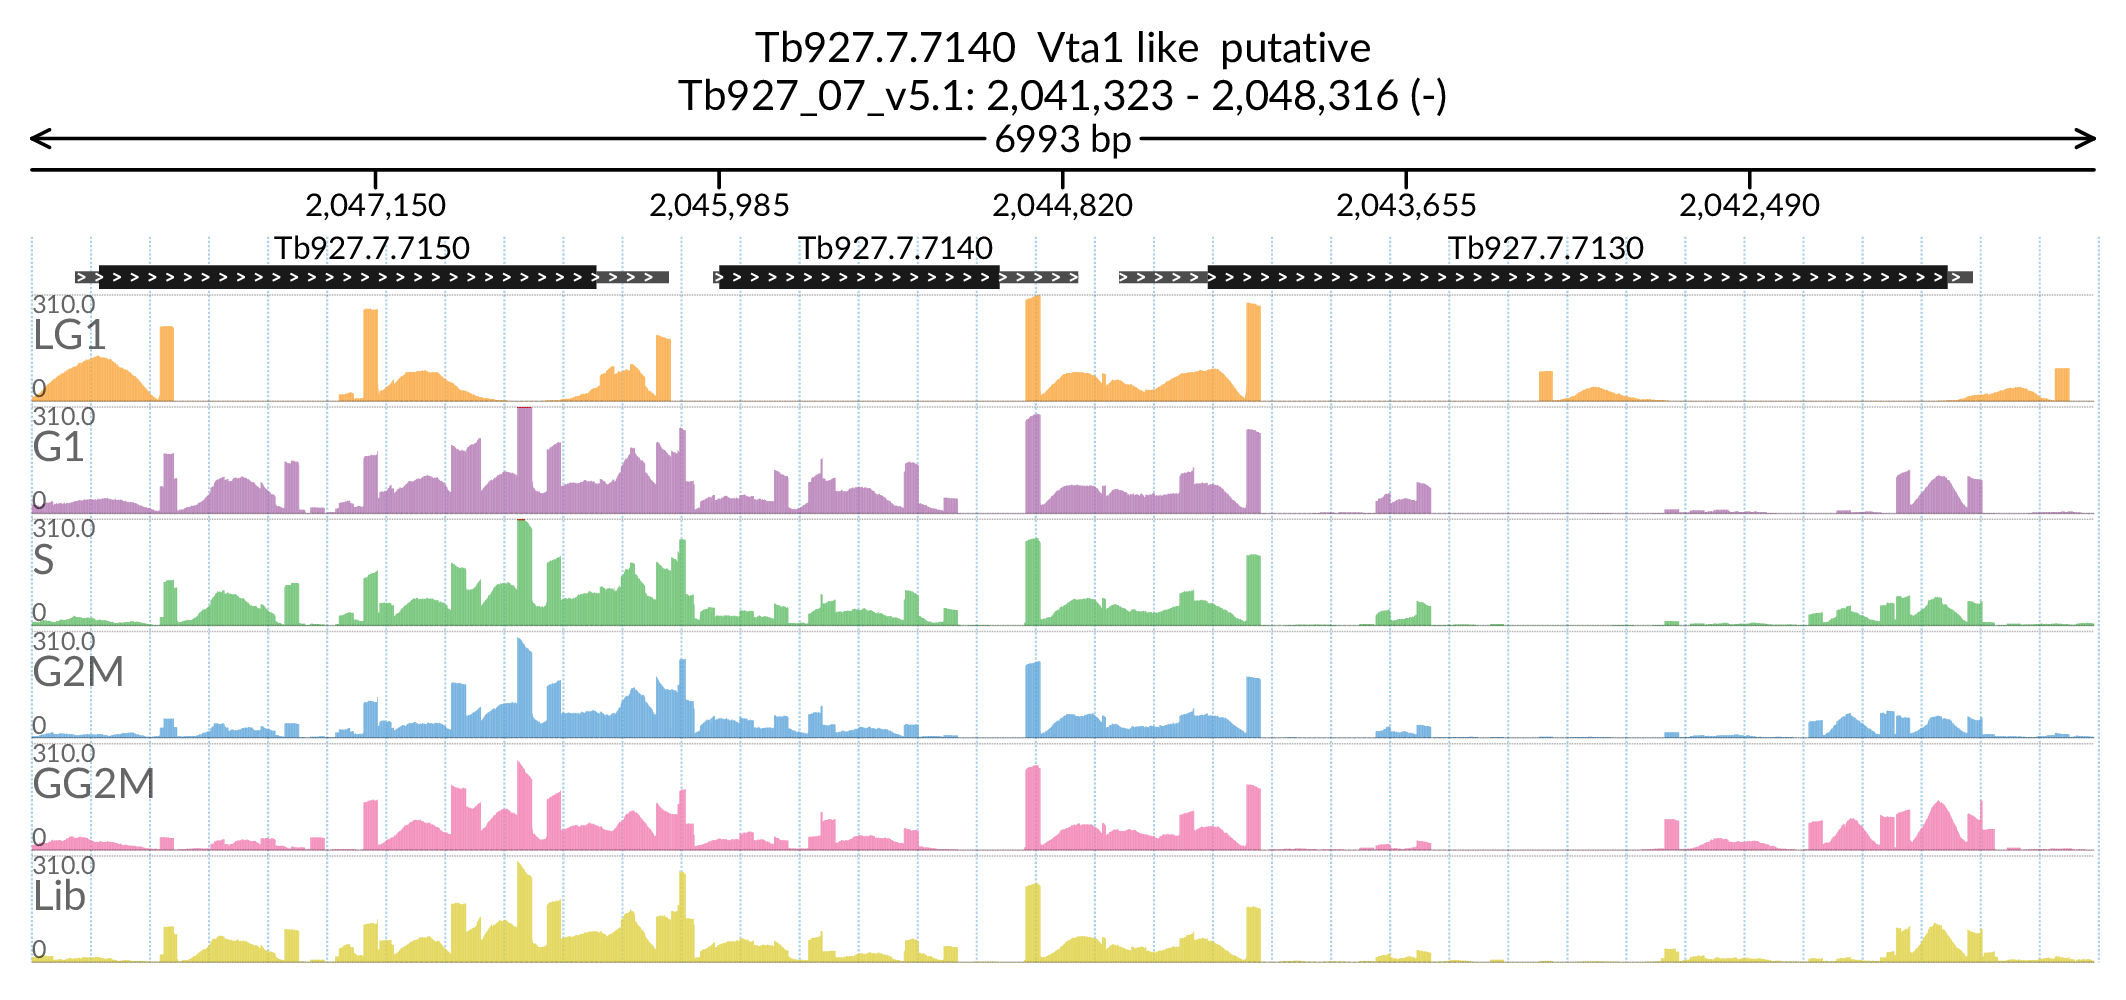 Tb927.7.7140 Vta1 like putative
Tb927_07_v5.1: 2,041,323 - 2,048,316 (-)
6993 bp
2,047,150 2,045,985 2,044,820 2,043,655 2,042,490
Tb927.7.7150 Tb927.7.7140 Tb927.7.7130
310.0
LG1
0
310.0
G1
0
310.0
S
0
310.0
G2M
0
310.0
GG2M
0
310.0
Lib
0